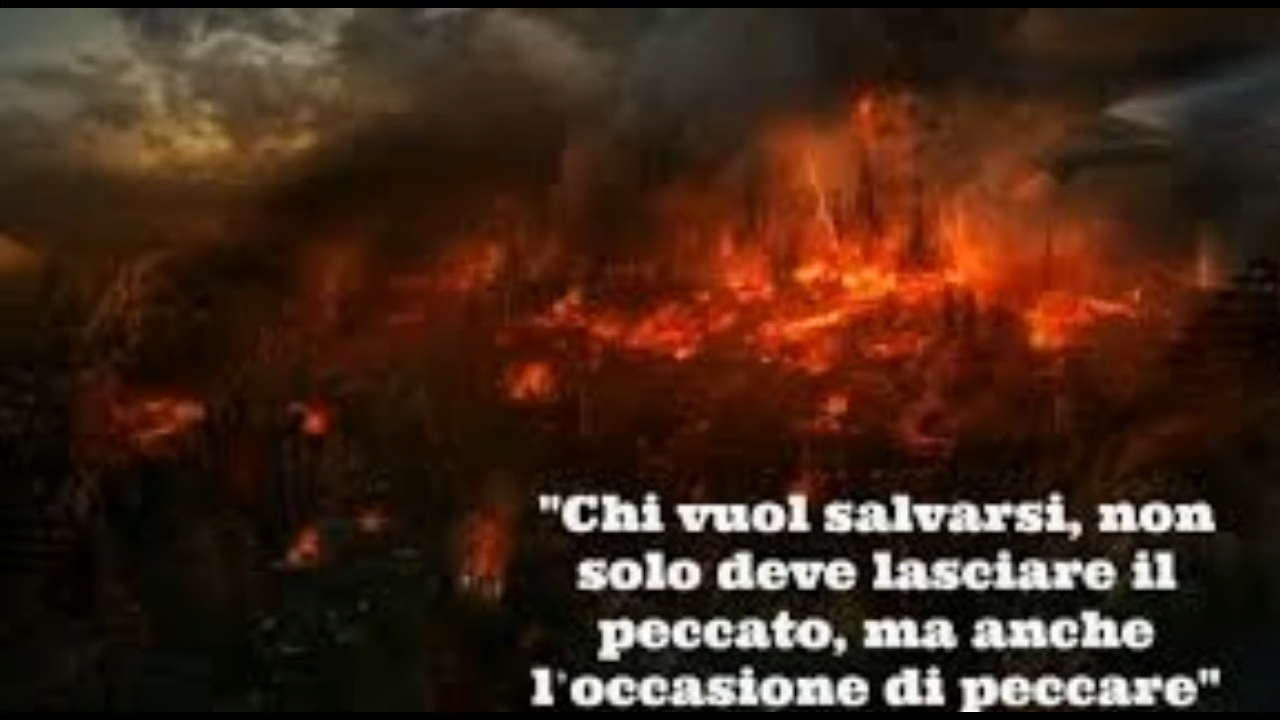 "Chi vuol salvarsi, non
solo deve lasciare il
peccato, ma anche
l'occasione di peccare"